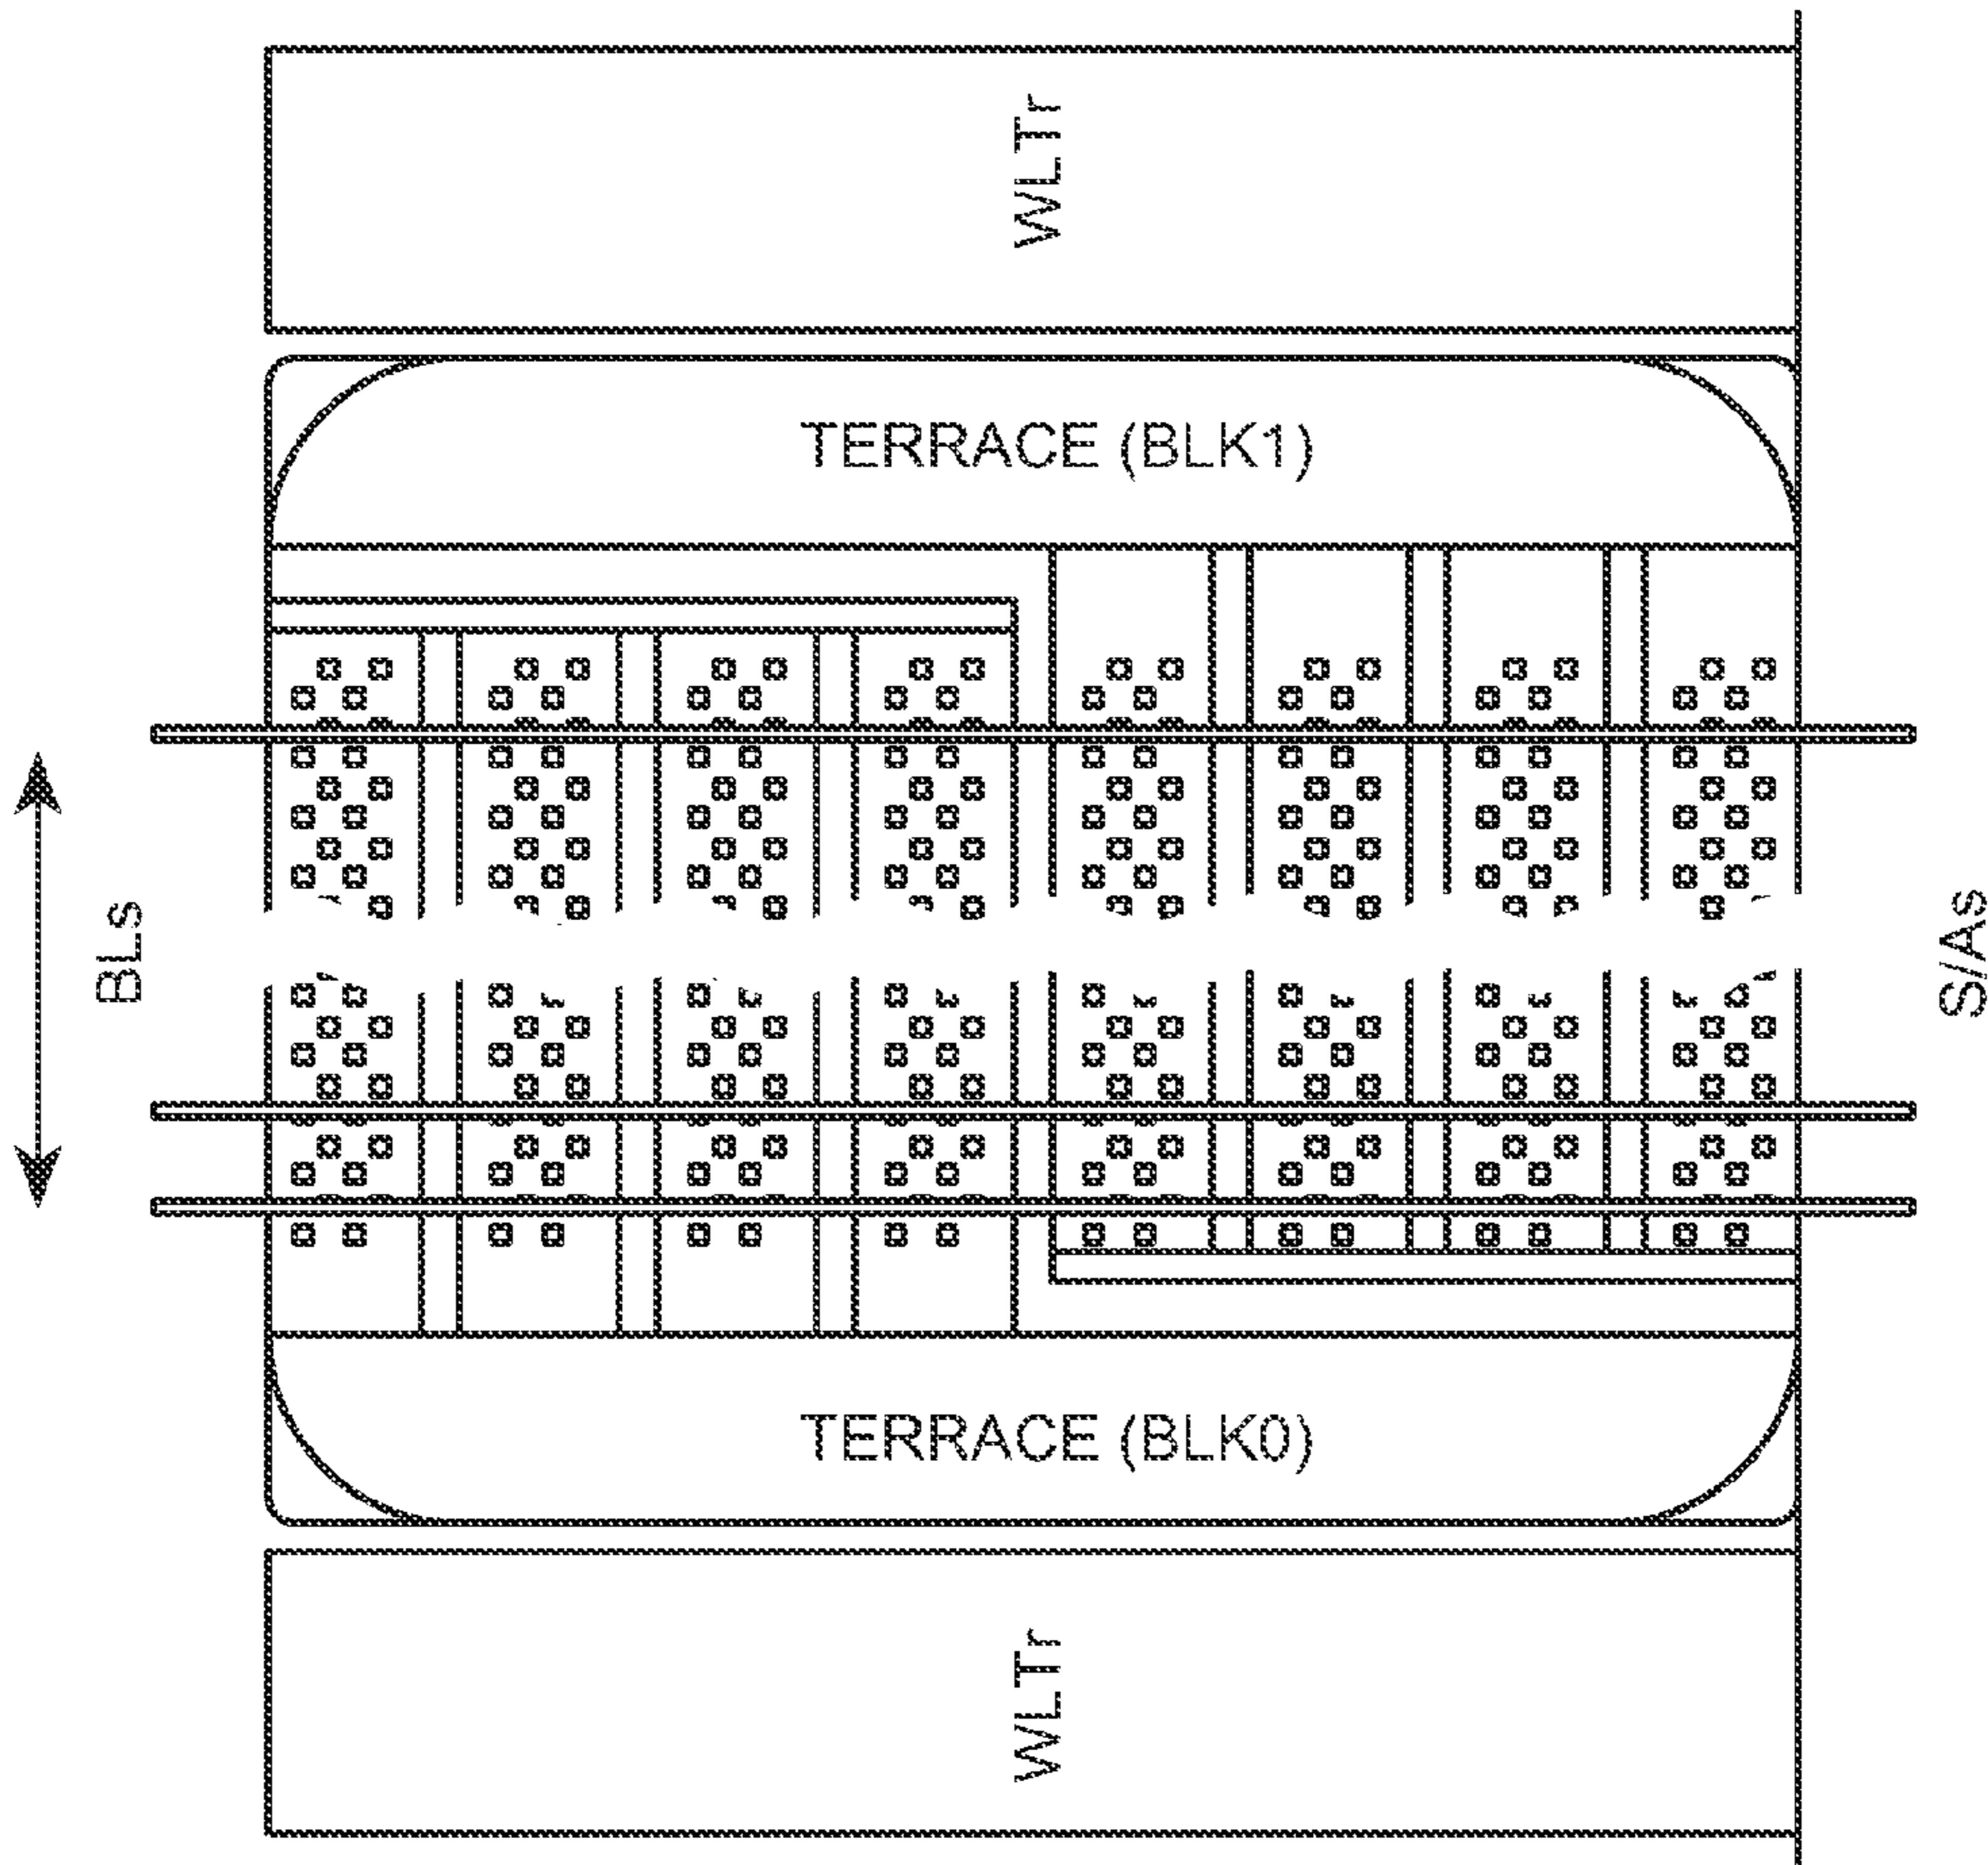 WLTr
TERRACE (BLK1)
BLs
S/As
TERRACE (BLK0)
WLTr